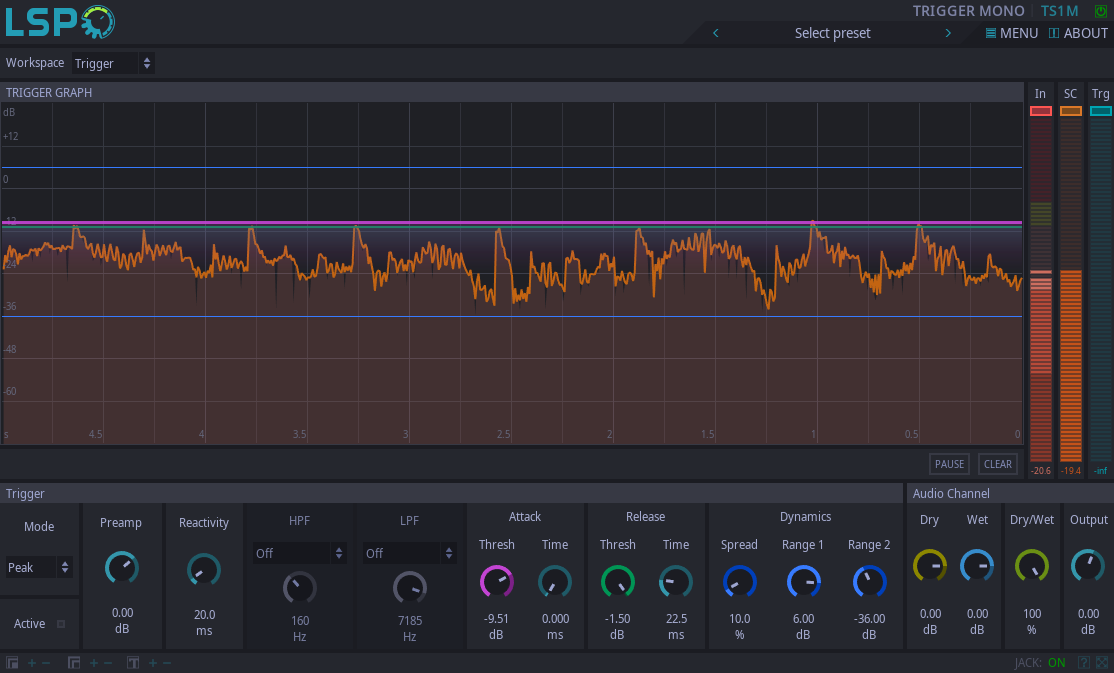 LSP
TRIGGER MONO TS1M
Select preset
MENU ABOUT
Workspace Trigger
TRIGGER GRAPH
In SC Trg
dB
+12
0
-12
-24
-36
-48
-60
s 4.5 4 3.5 3 2.5 2 1.5 1 0.5 0
PAUSE CLEAR
-20.6 -19.4 -inf
Trigger
Audio Channel
Mode
Peak
Active
Preamp
0.00
dB
Reactivity
20.0
ms
HPF
Off
160
Hz
LPF
Off
7185
Hz
Attack
Thresh Time
-9.51 0.000
dB ms
Release
Thresh Time
-1.50 22.5
dB ms
Dynamics
Spread Range 1 Range 2
10.0 6.00 -36.00
% dB dB
Dry Wet
0.00 0.00
dB dB
Dry/Wet
100
%
Output
0.00
dB
JACK: ON ?